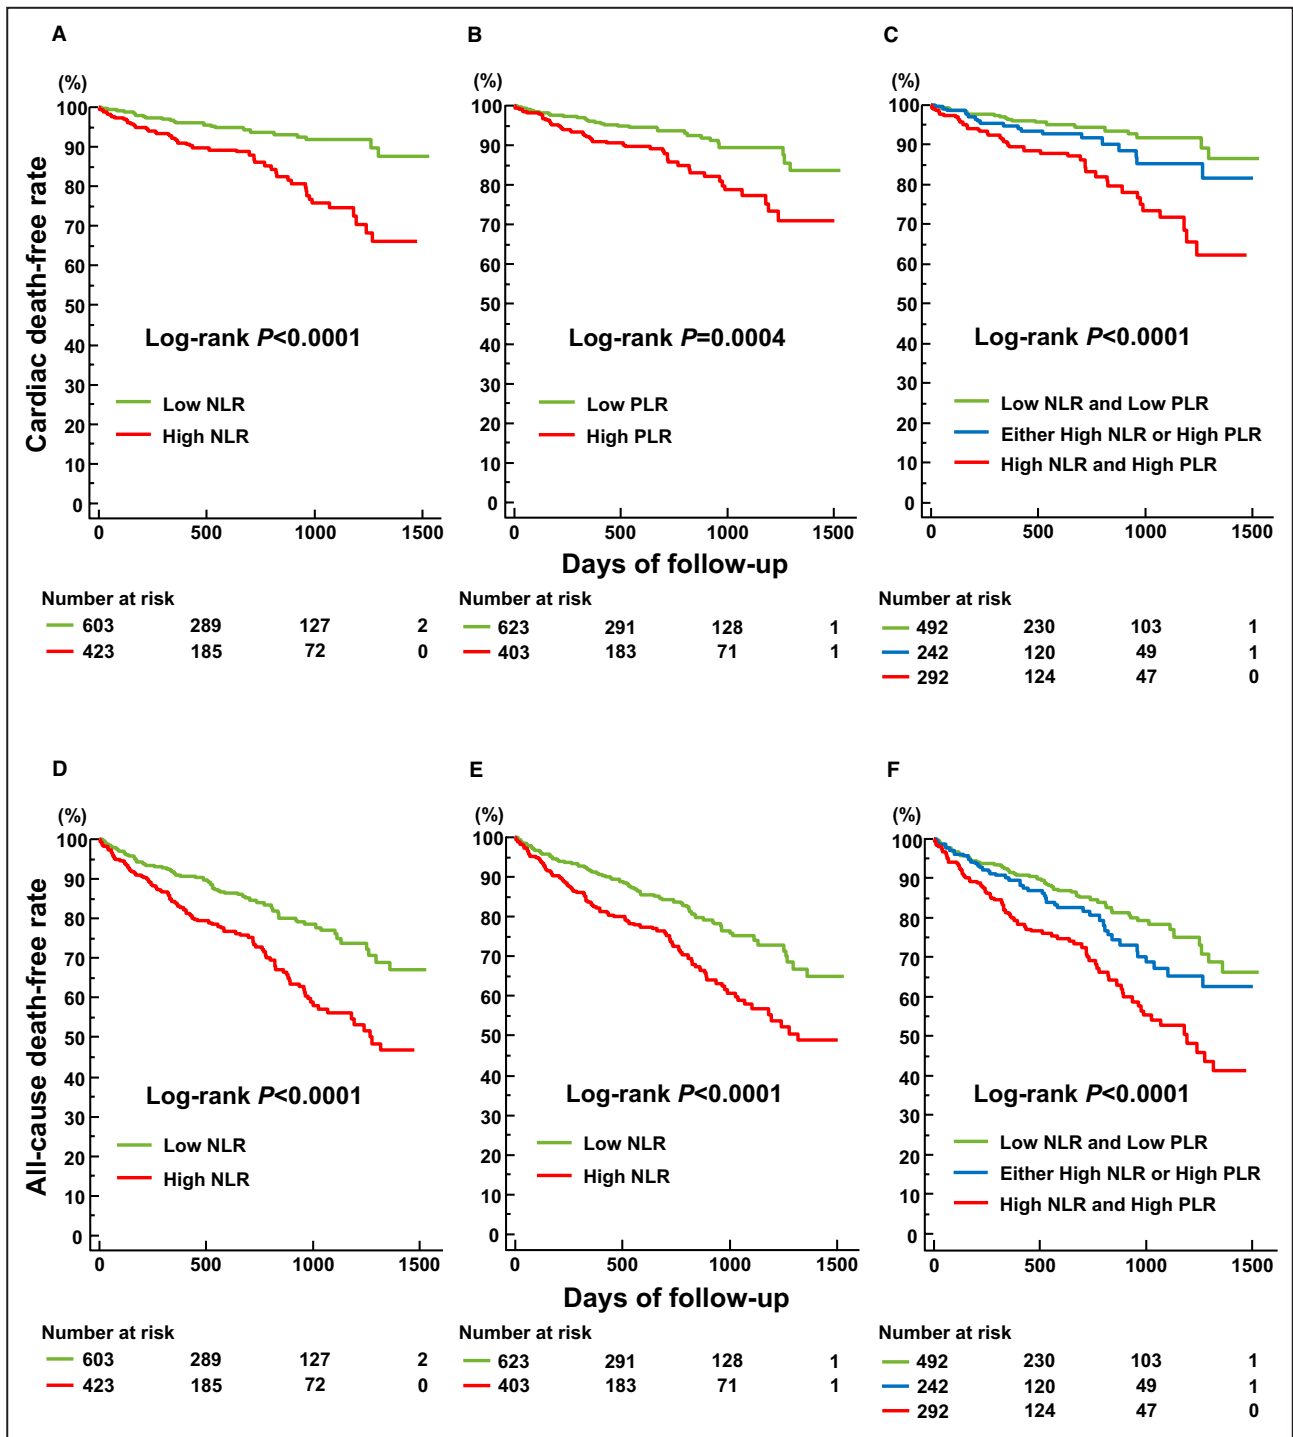 A
B
C
(%)
(%)
(%)
Cardiac death-free rate
100
90
80
70
60
50
40
30
20
10
0
Log-rank P<0.0001
Low NLR
High NLR
0 500 1000 1500
100
90
80
70
60
50
40
30
20
10
0
Log-rank P=0.0004
Low PLR
High PLR
0 500 1000 1500
100
90
80
70
60
50
40
30
20
10
0
Log-rank P<0.0001
Low NLR and Low PLR
Either High NLR or High PLR
High NLR and High PLR
0 500 1000 1500
Days of follow-up
Number at risk
603 289 127 2
423 185 72 0
Number at risk
623 291 128 1
403 183 71 1
Number at risk
492 230 103 1
242 120 49 1
292 124 47 0
D
E
F
(%)
(%)
(%)
All-cause death-free rate
100
90
80
70
60
50
40
30
20
10
0
Log-rank P<0.0001
Low NLR
High NLR
0 500 1000 1500
100
90
80
70
60
50
40
30
20
10
0
Log-rank P<0.0001
Low NLR
High NLR
0 500 1000 1500
100
90
80
70
60
50
40
30
20
10
0
Log-rank P<0.0001
Low NLR and Low PLR
Either High NLR or High PLR
High NLR and High PLR
0 500 1000 1500
Days of follow-up
Number at risk
603 289 127 2
423 185 72 0
Number at risk
623 291 128 1
403 183 71 1
Number at risk
492 230 103 1
242 120 49 1
292 124 47 0